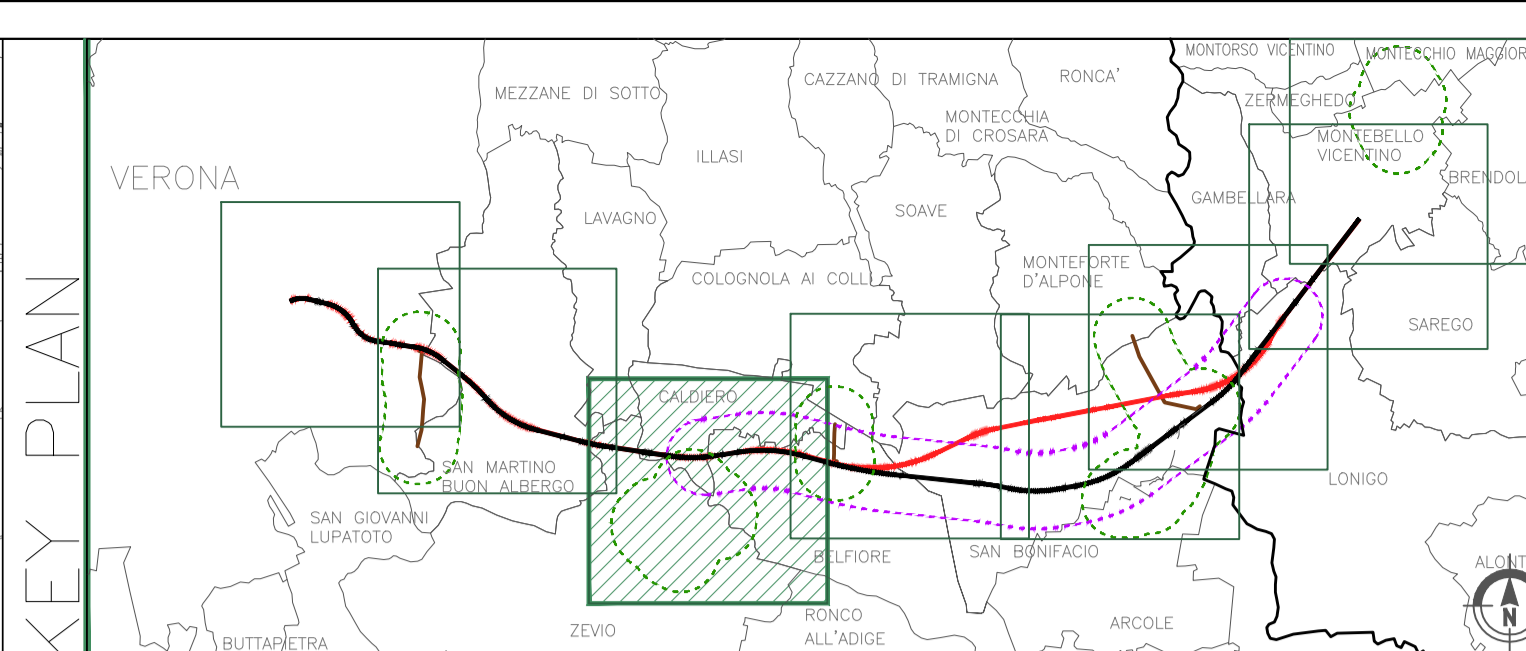 KEY PLAN
MONTORSO VICENTINO
MONTECCHIO MAGGIOR
CAZZANO DI TRAMIGNA
RONCA'
MEZZANE DI SOTTO
ZERMEGHEDO
MONTECCHIA
DI CROSARA
MONTEBELLO
VICENTINO
ILLASI
VERONA
BRENDOL
GAMBELLARA
SOAVE
LAVAGNO
MONTEFORTE
D'ALPONE
COLOGNOLA AI COLL
SAREGO
CALDIERO
SAN MARTINO
BUON ALBERGO
LONIGO
SAN GIOVANNI
LUPATOTO
SAN BONIFACIO
BELFIORE
ALONT
RONCO
ALL'ADIGE
N
ARCOLE
ZEVIO
BUTTAPIETRA